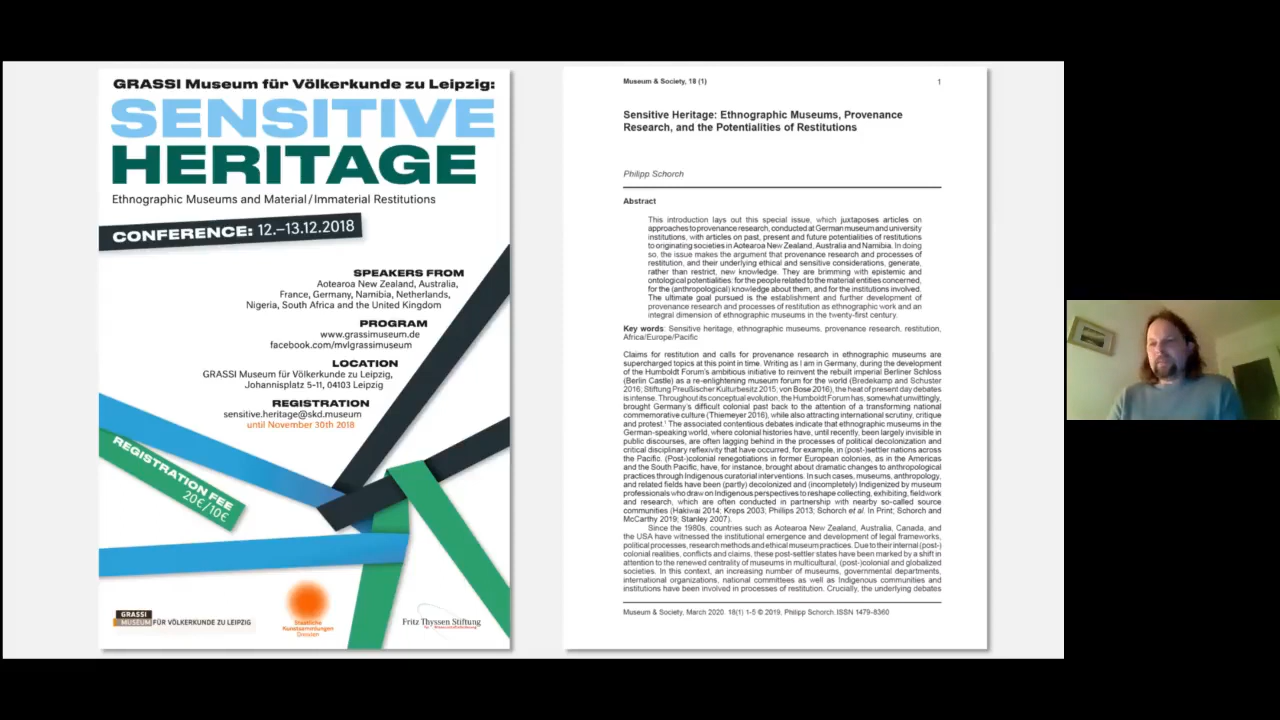 GRASSI Museum für Völkerkunde zu Leipzig:
SENSITIVE
HERITAGE
Ethnographic Museums and Material/Immaterial Restitutions
CONFERENCE: 12.–13.12.2018
SPEAKERS FROM
Aotearoa New Zealand, Australia,
France, Germany, Namibia, Netherlands,
Nigeria, South Africa and the United Kingdom
PROGRAM
www.grassimuseum.de
facebook.com/mvlgrassimuseum
LOCATION
GRASSI Museum für Völkerkunde zu Leipzig,
Johannisplatz 5-11, 04103 Leipzig
REGISTRATION
sensitive.heritage@skd.museum
until November 30th 2018
REGISTRATION FEE
20€/10€
GRASSI
MUSEUM FÜR VÖLKERKUNDE ZU LEIPZIG
Staatliche
Kunstsammlungen
Dresden
Fritz Thyssen Stiftung
Museum & Society, 18 (1)
1
Sensitive Heritage: Ethnographic Museums, Provenance
Research, and the Potentialities of Restitutions
Philipp Schorch
Abstract
This introduction lays out this special issue, which juxtaposes articles on
approaches to provenance research, conducted at German museum and university
institutions, with articles on past, present and future potentialities of restitutions
to originating societies in Aotearoa New Zealand, Australia and Namibia. In doing
so, the issue makes the argument that provenance research and processes of
restitution, and their underlying ethical and sensitive considerations, generate,
rather than restrict, new knowledge. They are brimming with epistemic and
ontological potentialities: for the people related to the material entities concerned,
for the (anthropological) knowledge about them, and for the institutions involved.
The ultimate goal pursued is the establishment and further development of
provenance research and processes of restitution as ethnographic work and an
integral dimension of ethnographic museums in the twenty-first century.
Key words: Sensitive heritage, ethnographic museums, provenance research, restitution,
Africa/Europe/Pacific
Claims for restitution and calls for provenance research in ethnographic museums are
supercharged topics at this point in time. Writing as I am in Germany, during the development
of the Humboldt Forum's ambitious initiative to reinvent the rebuilt imperial Berliner Schloss
(Berlin Castle) as a re-enlightening museum forum for the world (Bredekamp and Schuster
2016; Stiftung Preußischer Kulturbesitz 2015; von Bose 2016), the heat of present day debates
is intense. Throughout its conceptual evolution, the Humboldt Forum has, somewhat unwittingly,
brought Germany's difficult colonial past back to the attention of a transforming national
commemorative culture (Thiemeyer 2016), while also attracting international scrutiny, critique
and protest.¹ The associated contentious debates indicate that ethnographic museums in the
German-speaking world, where colonial histories have, until recently, been largely invisible in
public discourses, are often lagging behind in the processes of political decolonization and
critical disciplinary reflexivity that have occurred, for example, in (post-)settler nations across
the Pacific. (Post-)colonial renegotiations in former European colonies, as in the Americas
and the South Pacific, have, for instance, brought about dramatic changes to anthropological
practices through Indigenous curatorial interventions. In such cases, museums, anthropology,
and related fields have been (partly) decolonized and (incompletely) Indigenized by museum
professionals who draw on Indigenous perspectives to reshape collecting, exhibiting, fieldwork
and research, which are often conducted in partnership with nearby so-called source
communities (Hakiwai 2014; Kreps 2003; Phillips 2013; Schorch et al. In Print; Schorch and
McCarthy 2019; Stanley 2007).
Since the 1980s, countries such as Aotearoa New Zealand, Australia, Canada, and
the USA have witnessed the institutional emergence and development of legal frameworks,
political processes, research methods and ethical museum practices. Due to their internal (post-)
colonial realities, conflicts and claims, these post-settler states have been marked by a shift in
attention to the renewed centrality of museums in multicultural, (post-)colonial and globalized
societies. In this context, an increasing number of museums, governmental departments,
international organizations, national committees as well as Indigenous communities and
institutions have been involved in processes of restitution. Crucially, the underlying debates
Museum & Society, March 2020. 18(1) 1-5 © 2019, Philipp Schorch. ISSN 1479-8360